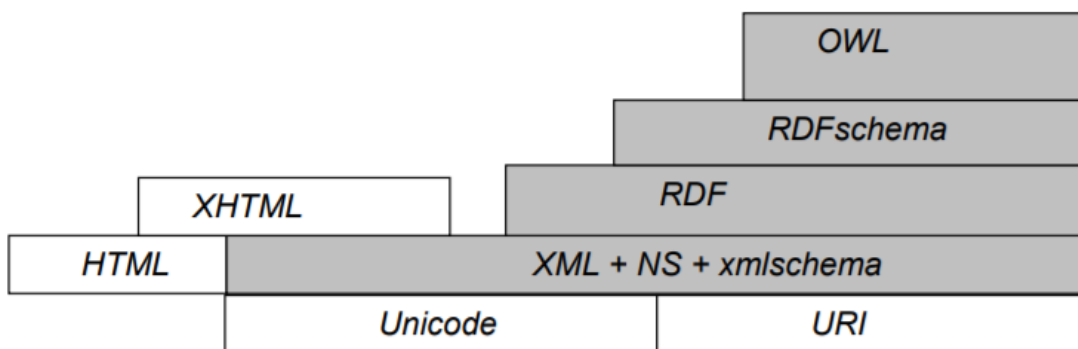 OWL
RDFschema
XHTML
RDF
HTML
XML + NS + xmlschema
Unicode
URI